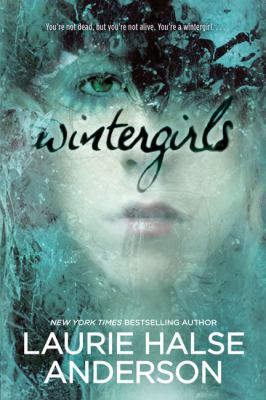 You're not dead, but you're not alive. You're a wintergirl. . . .
wintergirls
NEW YORK TIMES BESTSELLING AUTHOR
LAURIE HALSE
ANDERSON